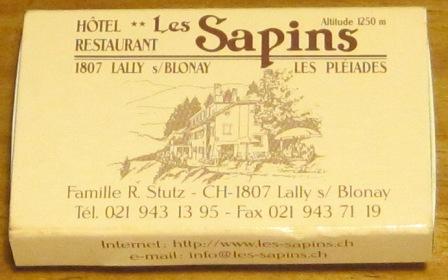 HÔTEL ** Les Sapins Altitude 1250 m
RESTAURANT
1807 LALLY s/BLONAY LES PLÉIADES
Famille R. Stutz - CH-1807 Lally s/ Blonay
Tél. 021 943 13 95 - Fax 021 943 71 19
Internet: http://www.les-sapins.ch
e-mail: info@les-sapins.ch